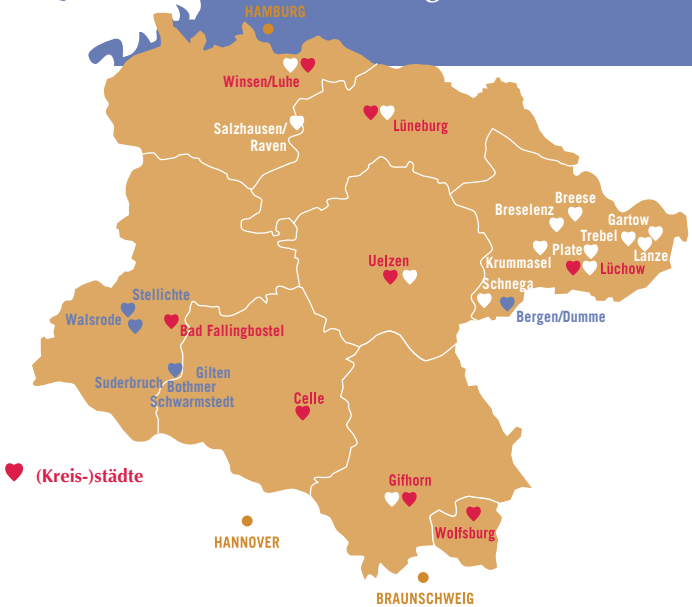 HAMBURG
Winsen/Luhe
Salzhausen/
Raven
Lüneburg
Breese
Breselenz
Gartow
Trebel
Plate
Lanze
Krummasel
Lüchow
Uelzen
Schnega
Bergen/Dumme
Stellichte
Walsrode
Bad Fallingbostel
Gilten
Suderbruch
Bothmer
Schwarmstedt
Celle
(Kreis-)städte
Gifhorn
Wolfsburg
HANNOVER
BRAUNSCHWEIG